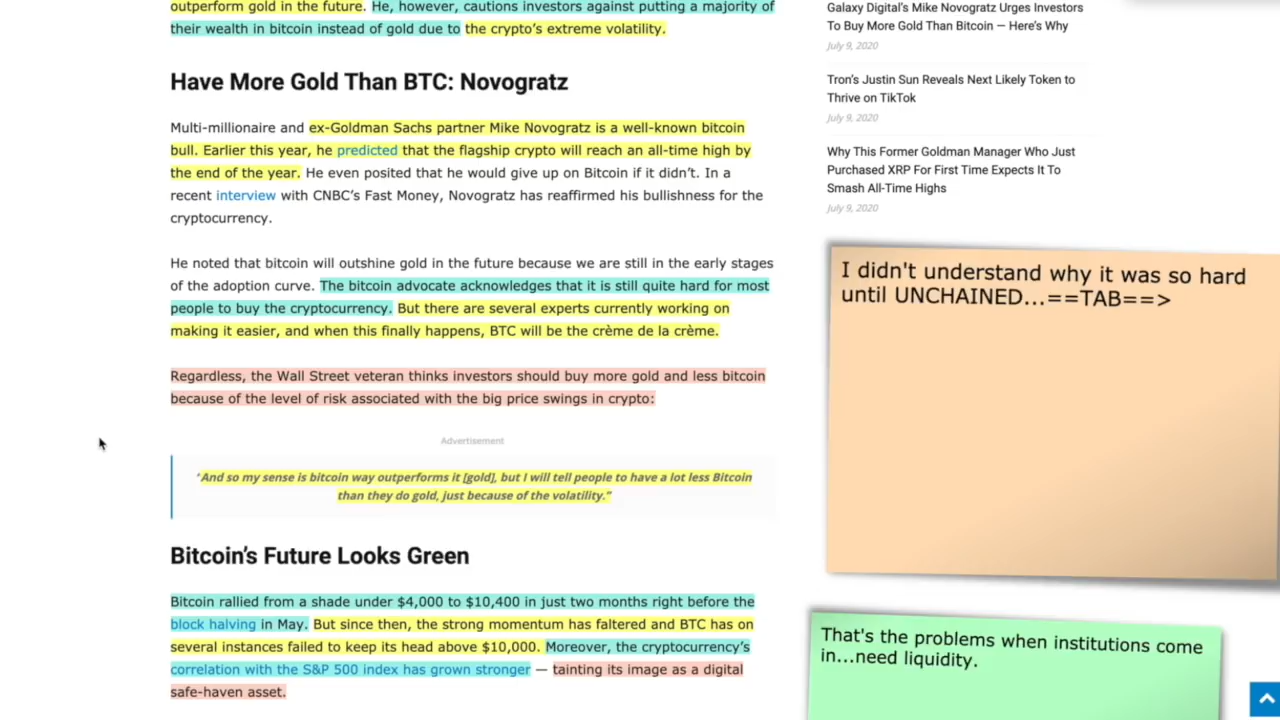 outperform gold in the future. He, however, cautions investors against putting a majority of
their wealth in bitcoin instead of gold due to the crypto's extreme volatility.
Have More Gold Than BTC: Novogratz
Multi-millionaire and ex-Goldman Sachs partner Mike Novogratz is a well-known bitcoin
bull. Earlier this year, he predicted that the flagship crypto will reach an all-time high by
the end of the year. He even posited that he would give up on Bitcoin if it didn't. In a
recent interview with CNBC's Fast Money, Novogratz has reaffirmed his bullishness for the
cryptocurrency.
He noted that bitcoin will outshine gold in the future because we are still in the early stages
of the adoption curve. The bitcoin advocate acknowledges that it is still quite hard for most
people to buy the cryptocurrency. But there are several experts currently working on
making it easier, and when this finally happens, BTC will be the crème de la crème.
Regardless, the Wall Street veteran thinks investors should buy more gold and less bitcoin
because of the level of risk associated with the big price swings in crypto:
Advertisement
"And so my sense is bitcoin way outperforms it [gold], but I will tell people to have a lot less Bitcoin
than they do gold, just because of the volatility."
Bitcoin's Future Looks Green
Bitcoin rallied from a shade under $4,000 to $10,400 in just two months right before the
block halving in May. But since then, the strong momentum has faltered and BTC has on
several instances failed to keep its head above $10,000. Moreover, the cryptocurrency's
correlation with the S&P 500 index has grown stronger — tainting its image as a digital
safe-haven asset.
Galaxy Digital's Mike Novogratz Urges Investors
To Buy More Gold Than Bitcoin — Here's Why
July 9, 2020
Tron's Justin Sun Reveals Next Likely Token to
Thrive on TikTok
July 9, 2020
Why This Former Goldman Manager Who Just
Purchased XRP For First Time Expects It To
Smash All-Time Highs
July 9, 2020
I didn't understand why it was so hard
until UNCHAINED...==TAB==>
That's the problems when institutions come
in...need liquidity.